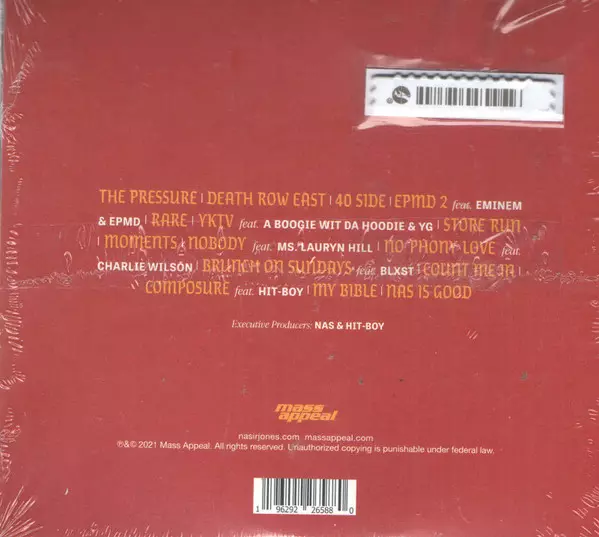 THE PRESSURE | DEATH ROW EAST | 40 SIDE | EPMD 2 feat. EMINEM
& EPMD | RARE | YKTV feat. A BOOGIE WIT DA HOODIE & YG | STORE RUN
| MOMENTS | NOBODY feat. MS. LAURYN HILL | NO PHONY LOVE feat.
CHARLIE WILSON | BRUNCH ON SUNDAYS feat. BLXST | COUNT ME IN |
COMPOSURE feat. HIT-BOY | MY BIBLE | NAS IS GOOD
Executive Producers: NAS & HIT-BOY
mass
appeal
nasirjones.com massappeal.com
℗&© 2021 Mass Appeal. All rights reserved. Unauthorized copying is punishable under federal law.
1 96292 26588 0